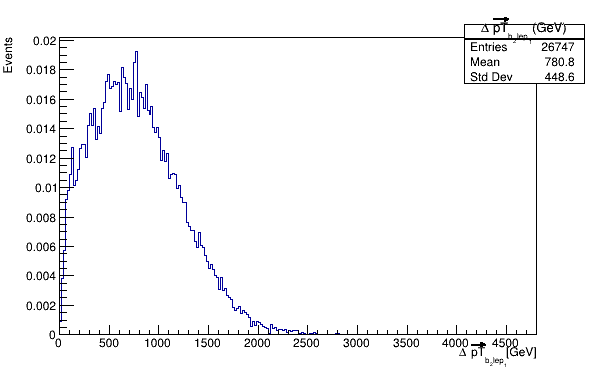 Δ pT b₂lep₁ (GeV)
Entries 26747
Mean 780.8
Std Dev 448.6
Events
0.02
0.018
0.016
0.014
0.012
0.01
0.008
0.006
0.004
0.002
0
0 500 1000 1500 2000 2500 3000 3500 4000 4500
Δ pT b₂lep₁ [GeV]